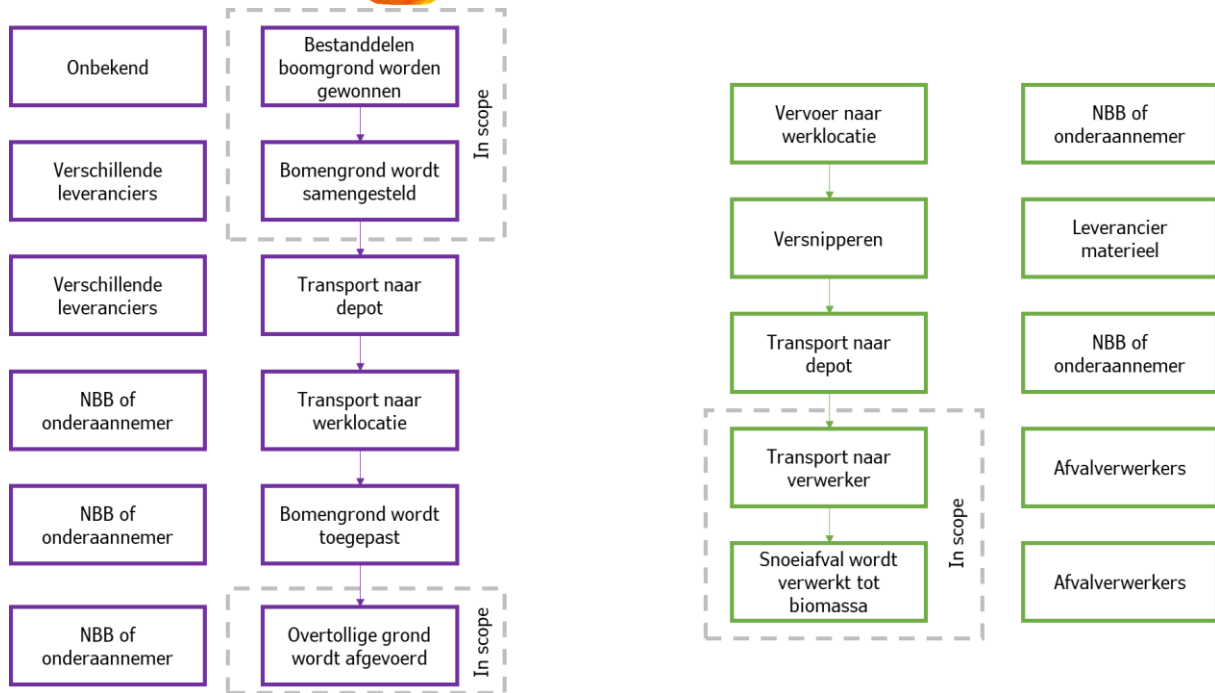 Onbekend
Bestanddelen
boomgrond worden
gewonnen
In scope
Verschillende
leveranciers
Bomengrond wordt
samengesteld
Verschillende
leveranciers
Transport naar
depot
NBB of
onderaannemer
Transport naar
werklocatie
NBB of
onderaannemer
Bomengrond wordt
toegepast
NBB of
onderaannemer
Overtollige grond
wordt afgevoerd
In scope
Vervoer naar
werklocatie
NBB of
onderaannemer
Versnipperen
Leverancier
materieel
Transport naar
depot
NBB of
onderaannemer
Transport naar
verwerker
In scope
Afvalverwerkers
Snoeiafval wordt
verwerkt tot
biomassa
Afvalverwerkers